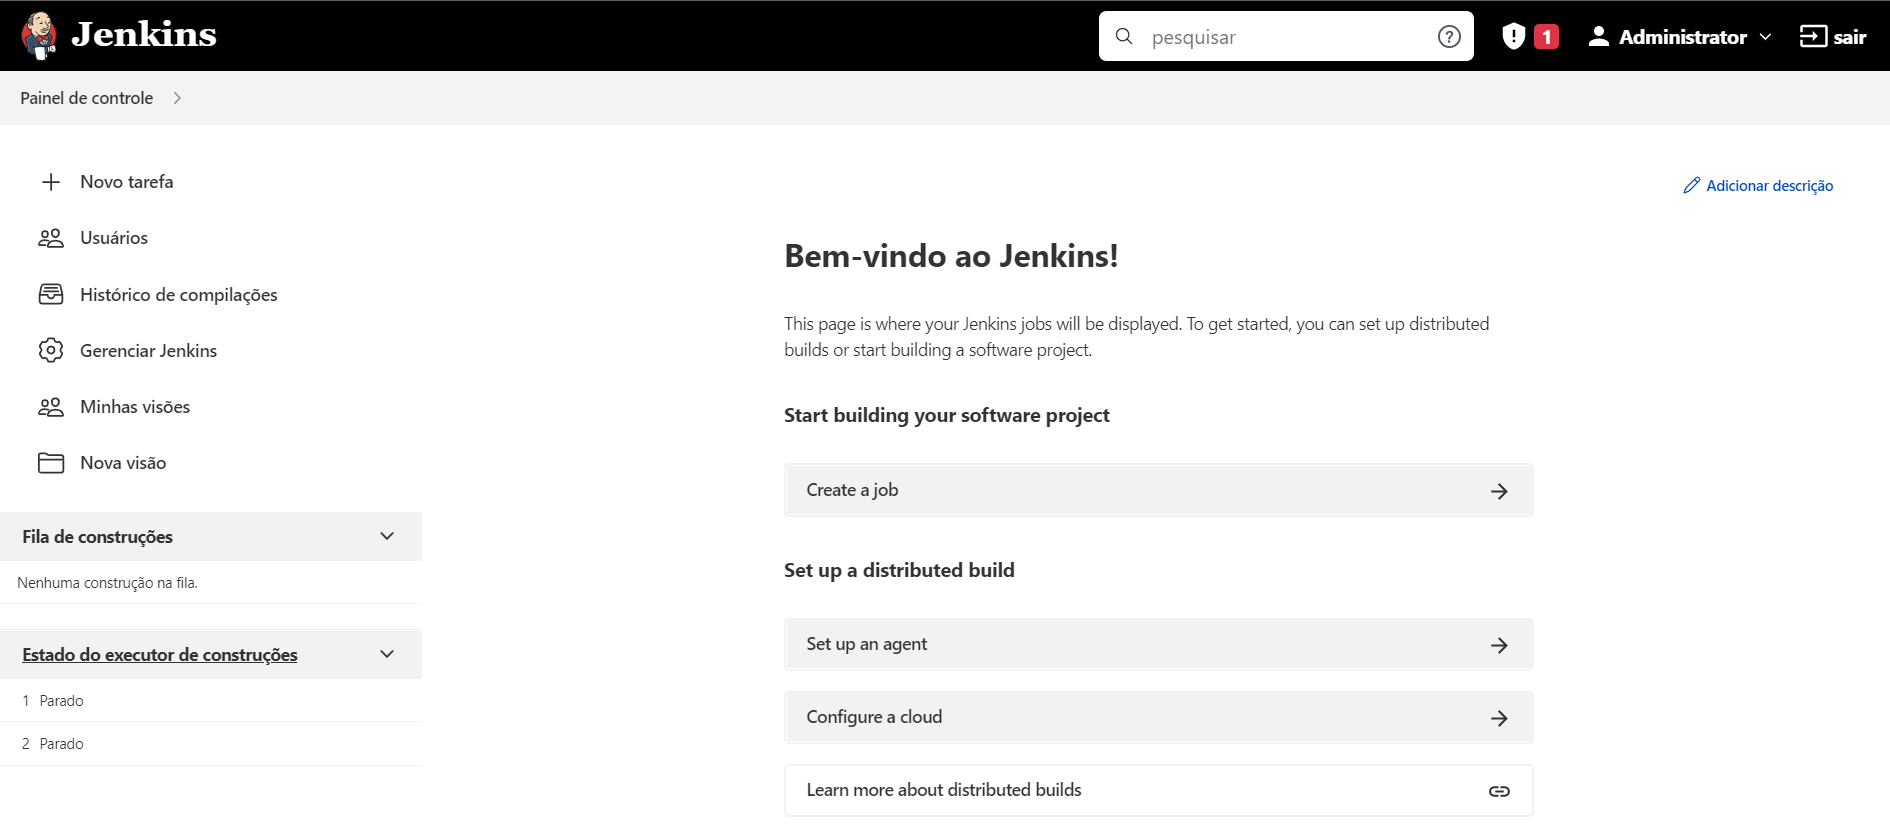 Jenkins
pesquisar
1
Administrator
sair
Painel de controle
Novo tarefa
Usuários
Histórico de compilações
Gerenciar Jenkins
Minhas visões
Nova visão
Fila de construções
Nenhuma construção na fila.
Estado do executor de construções
1 Parado
2 Parado
Adicionar descrição
Bem-vindo ao Jenkins!
This page is where your Jenkins jobs will be displayed. To get started, you can set up distributed
builds or start building a software project.
Start building your software project
Create a job
Set up a distributed build
Set up an agent
Configure a cloud
Learn more about distributed builds